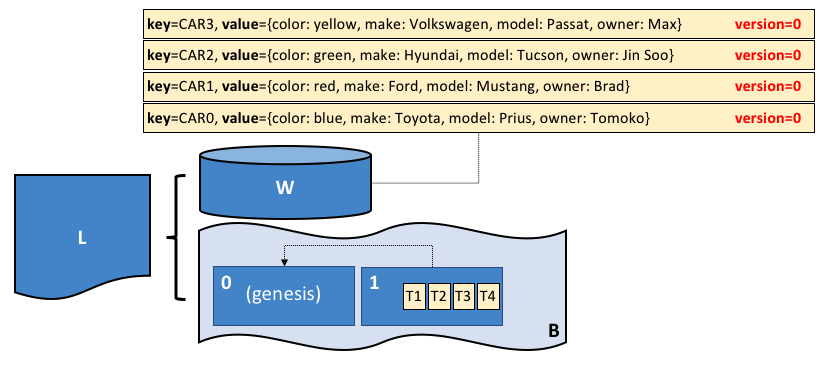 key=CAR3, value={color: yellow, make: Volkswagen, model: Passat, owner: Max} version=0
key=CAR2, value={color: green, make: Hyundai, model: Tucson, owner: Jin Soo} version=0
key=CAR1, value={color: red, make: Ford, model: Mustang, owner: Brad} version=0
key=CAR0, value={color: blue, make: Toyota, model: Prius, owner: Tomoko} version=0
W
L
0
(genesis)
1
T1 T2 T3 T4
B